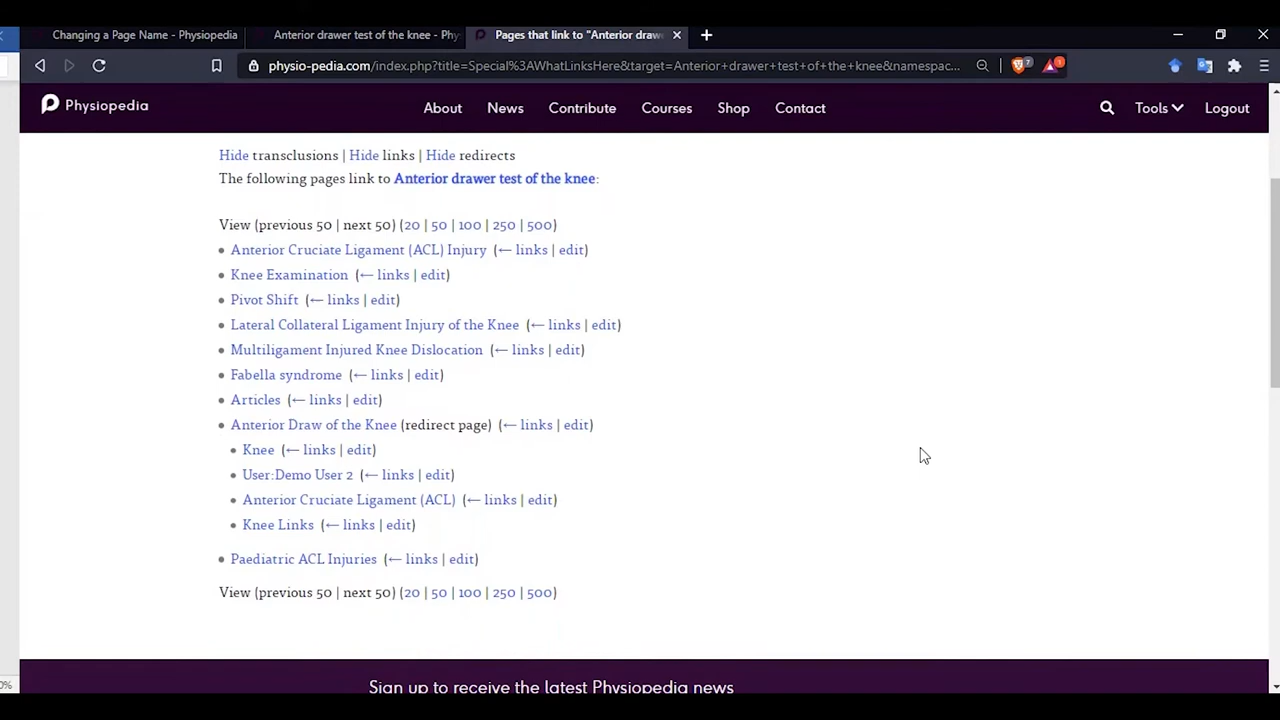 Changing a Page Name - Physiopedia
Anterior drawer test of the knee - Phy
Pages that link to "Anterior draw
physio-pedia.com/index.php?title=Special%3AWhatLinksHere&target=Anterior+drawer+test+of+the+knee&namespac...
7
1
Physiopedia
About
News
Contribute
Courses
Shop
Contact
Tools
Logout
Hide transclusions | Hide links | Hide redirects
The following pages link to Anterior drawer test of the knee:
View (previous 50 | next 50) (20 | 50 | 100 | 250 | 500)
• Anterior Cruciate Ligament (ACL) Injury (← links | edit)
• Knee Examination (← links | edit)
• Pivot Shift (← links | edit)
• Lateral Collateral Ligament Injury of the Knee (← links | edit)
• Multiligament Injured Knee Dislocation (← links | edit)
• Fabella syndrome (← links | edit)
• Articles (← links | edit)
• Anterior Draw of the Knee (redirect page) (← links | edit)
• Knee (← links | edit)
• User:Demo User 2 (← links | edit)
• Anterior Cruciate Ligament (ACL) (← links | edit)
• Knee Links (← links | edit)
• Paediatric ACL Injuries (← links | edit)
View (previous 50 | next 50) (20 | 50 | 100 | 250 | 500)
0%
Sign up to receive the latest Physiopedia news